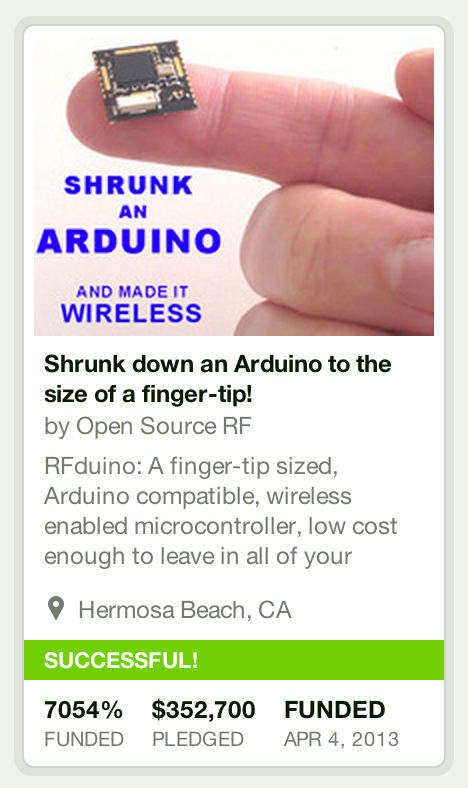 SHRUNK
AN
ARDUINO
AND MADE IT
WIRELESS
Shrunk down an Arduino to the
size of a finger-tip!
by Open Source RF
RFduino: A finger-tip sized,
Arduino compatible, wireless
enabled microcontroller, low cost
enough to leave in all of your
Hermosa Beach, CA
SUCCESSFUL!
7054% $352,700 FUNDED
FUNDED PLEDGED APR 4, 2013